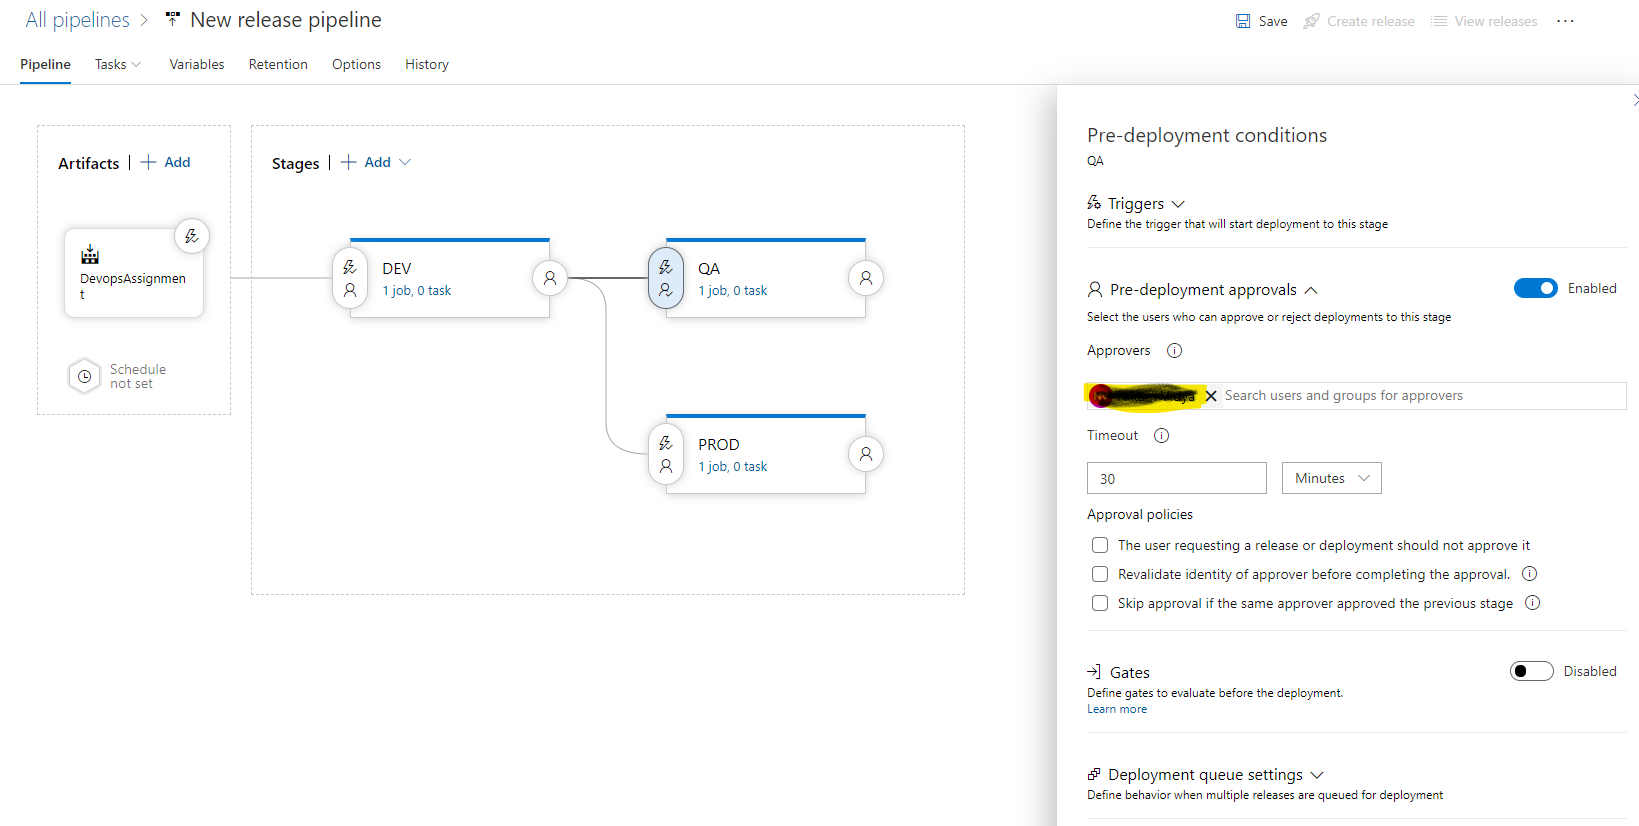 All pipelines > New release pipeline
Save Create release View releases ...
Pipeline Tasks Variables Retention Options History
Artifacts | + Add
Stages | + Add
DevopsAssignmen
t
Schedule
not set
DEV
1 job, 0 task
QA
1 job, 0 task
PROD
1 job, 0 task
Pre-deployment conditions
QA
Triggers
Define the trigger that will start deployment to this stage
Pre-deployment approvals Enabled
Select the users who can approve or reject deployments to this stage
Approvers
Search users and groups for approvers
Timeout
30 Minutes
Approval policies
The user requesting a release or deployment should not approve it
Revalidate identity of approver before completing the approval.
Skip approval if the same approver approved the previous stage
Gates Disabled
Define gates to evaluate before the deployment.
Learn more
Deployment queue settings
Define behavior when multiple releases are queued for deployment